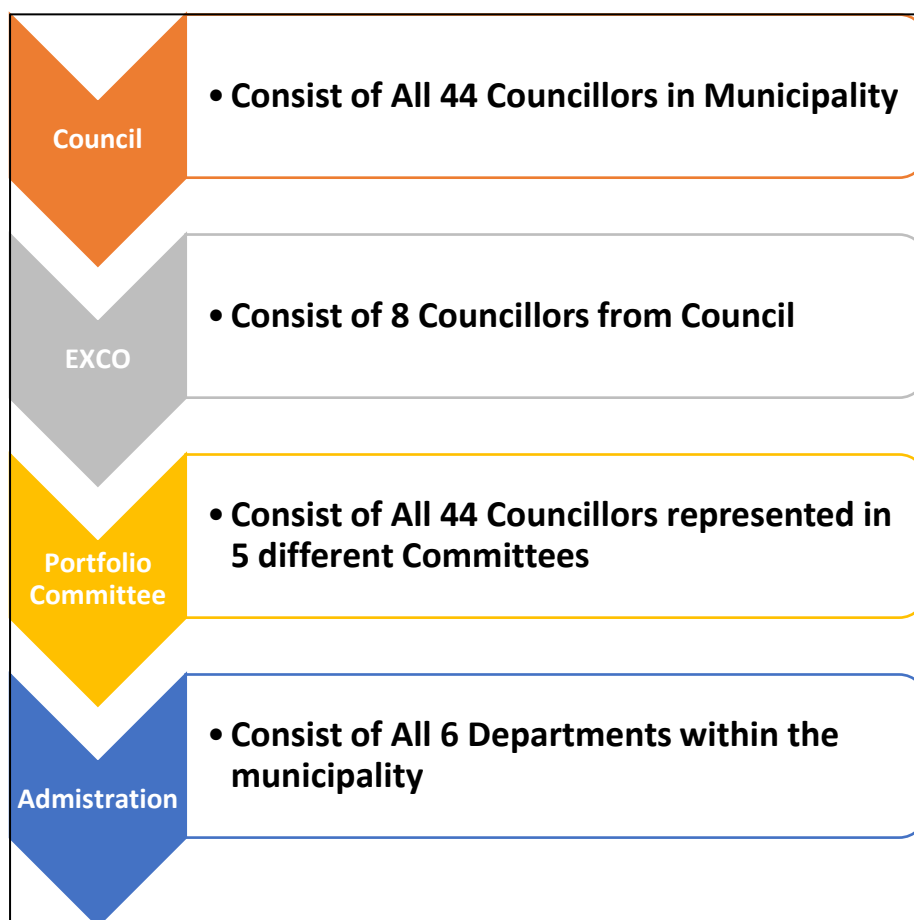 Council
• Consist of All 44 Councillors in Municipality
EXCO
• Consist of 8 Councillors from Council
Portfolio
Committee
• Consist of All 44 Councillors represented in
5 different Committees
Admistration
• Consist of All 6 Departments within the
municipality